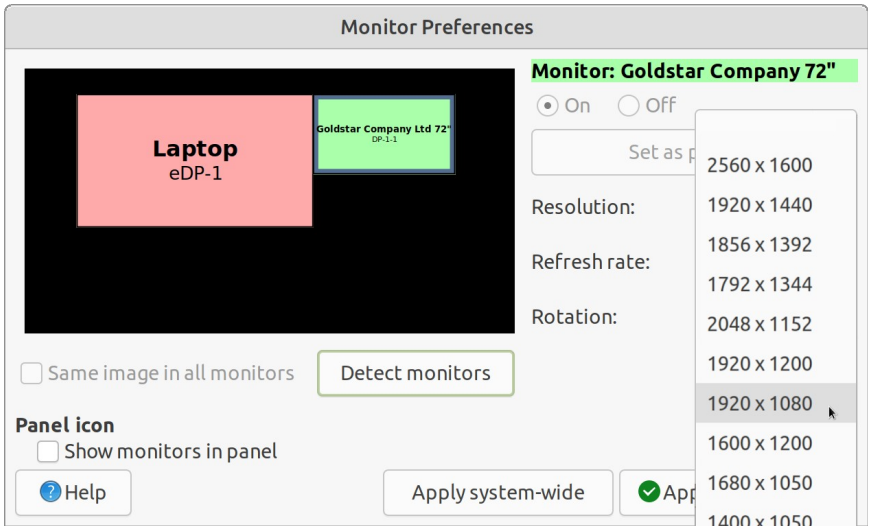 Monitor Preferences
Laptop
eDP-1
Goldstar Company Ltd 72"
DP-1-1
Same image in all monitors
Detect monitors
Panel icon
Show monitors in panel
Help
Apply system-wide
App
Monitor: Goldstar Company 72"
On
Off
Set as p
Resolution:
Refresh rate:
Rotation:
2560 x 1600
1920 x 1440
1856 x 1392
1792 x 1344
2048 x 1152
1920 x 1200
1920 x 1080
1600 x 1200
1680 x 1050
1400 x 1050